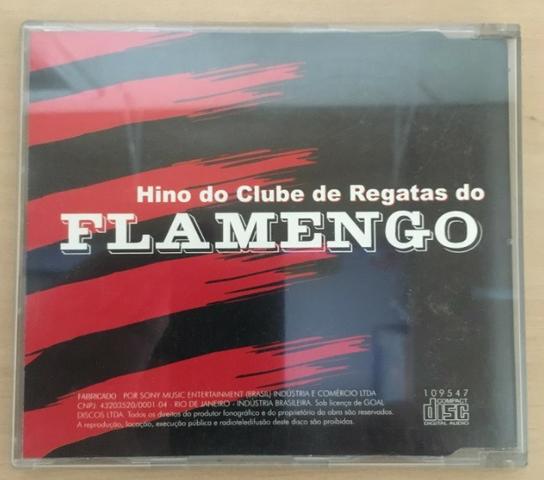 Hino do Clube de Regatas do
FLAMENGO
FABRICADO POR SONY MUSIC ENTERTAINMENT (BRASIL) INDÚSTRIA E COMÉRCIO LTDA
CNPJ: 43203520/0001-04 - RIO DE JANEIRO - INDÚSTRIA BRASILEIRA. Sob licença de GOAL
DISCOS LTDA. Todos os direitos do produtor fonográfico e do proprietário da obra são reservados.
A reprodução, locação, execução pública e radioteledifusão deste disco são proibidas.
109547
COMPACT
disc
DIGITAL AUDIO